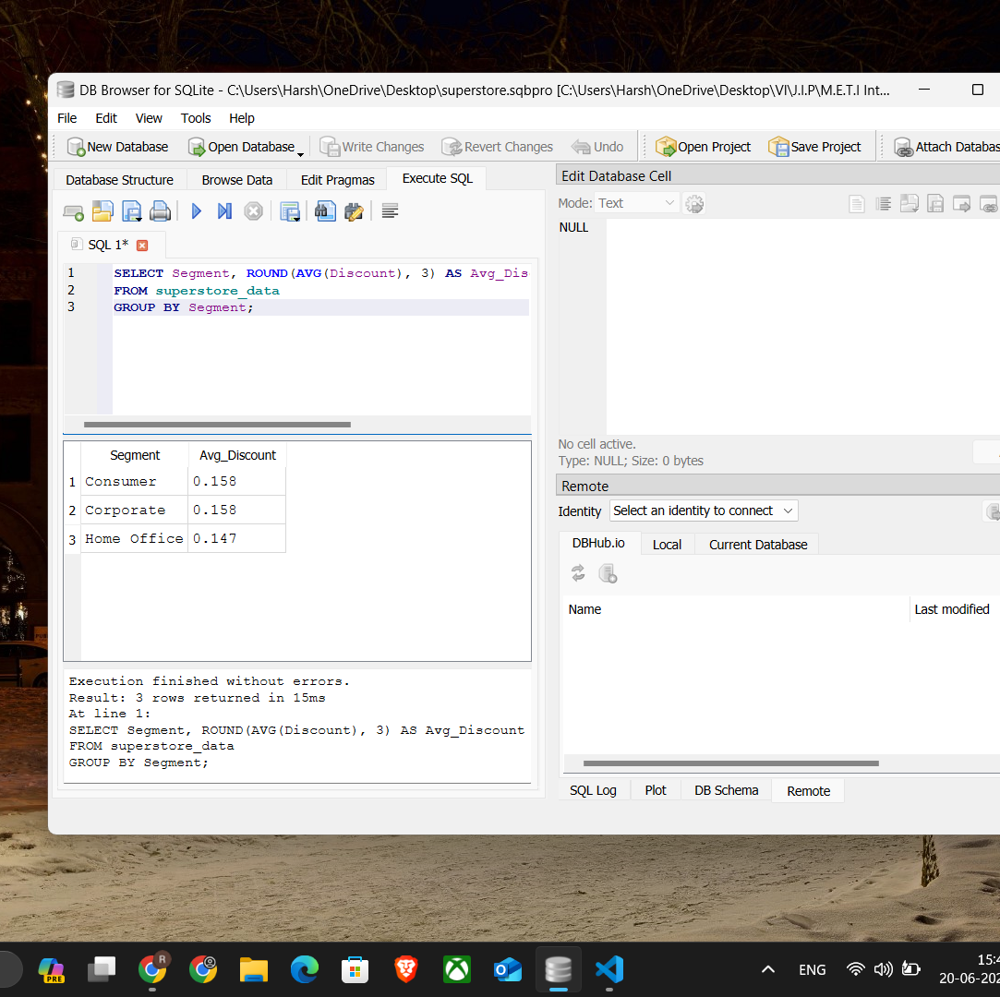 DB Browser for SQLite - C:\Users\Harsh\OneDrive\Desktop\superstore.sqbpro [C:\Users\Harsh\OneDrive\Desktop\VI\J.I.P\M.E.T.I Int...
File Edit View Tools Help
New Database Open Database Write Changes Revert Changes Undo Open Project Save Project Attach Databas
Database Structure Browse Data Edit Pragmas Execute SQL
SQL 1*
1 SELECT Segment, ROUND(AVG(Discount), 3) AS Avg_Dis
2 FROM superstore_data
3 GROUP BY Segment;
Segment Avg_Discount
1 Consumer 0.158
2 Corporate 0.158
3 Home Office 0.147
Execution finished without errors.
Result: 3 rows returned in 15ms
At line 1:
SELECT Segment, ROUND(AVG(Discount), 3) AS Avg_Discount
FROM superstore_data
GROUP BY Segment;
Edit Database Cell
Mode: Text
NULL
No cell active.
Type: NULL; Size: 0 bytes
Remote
Identity Select an identity to connect
DBHub.io Local Current Database
Name Last modified
SQL Log Plot DB Schema Remote
PRE
R
ENG
15:4
20-06-202